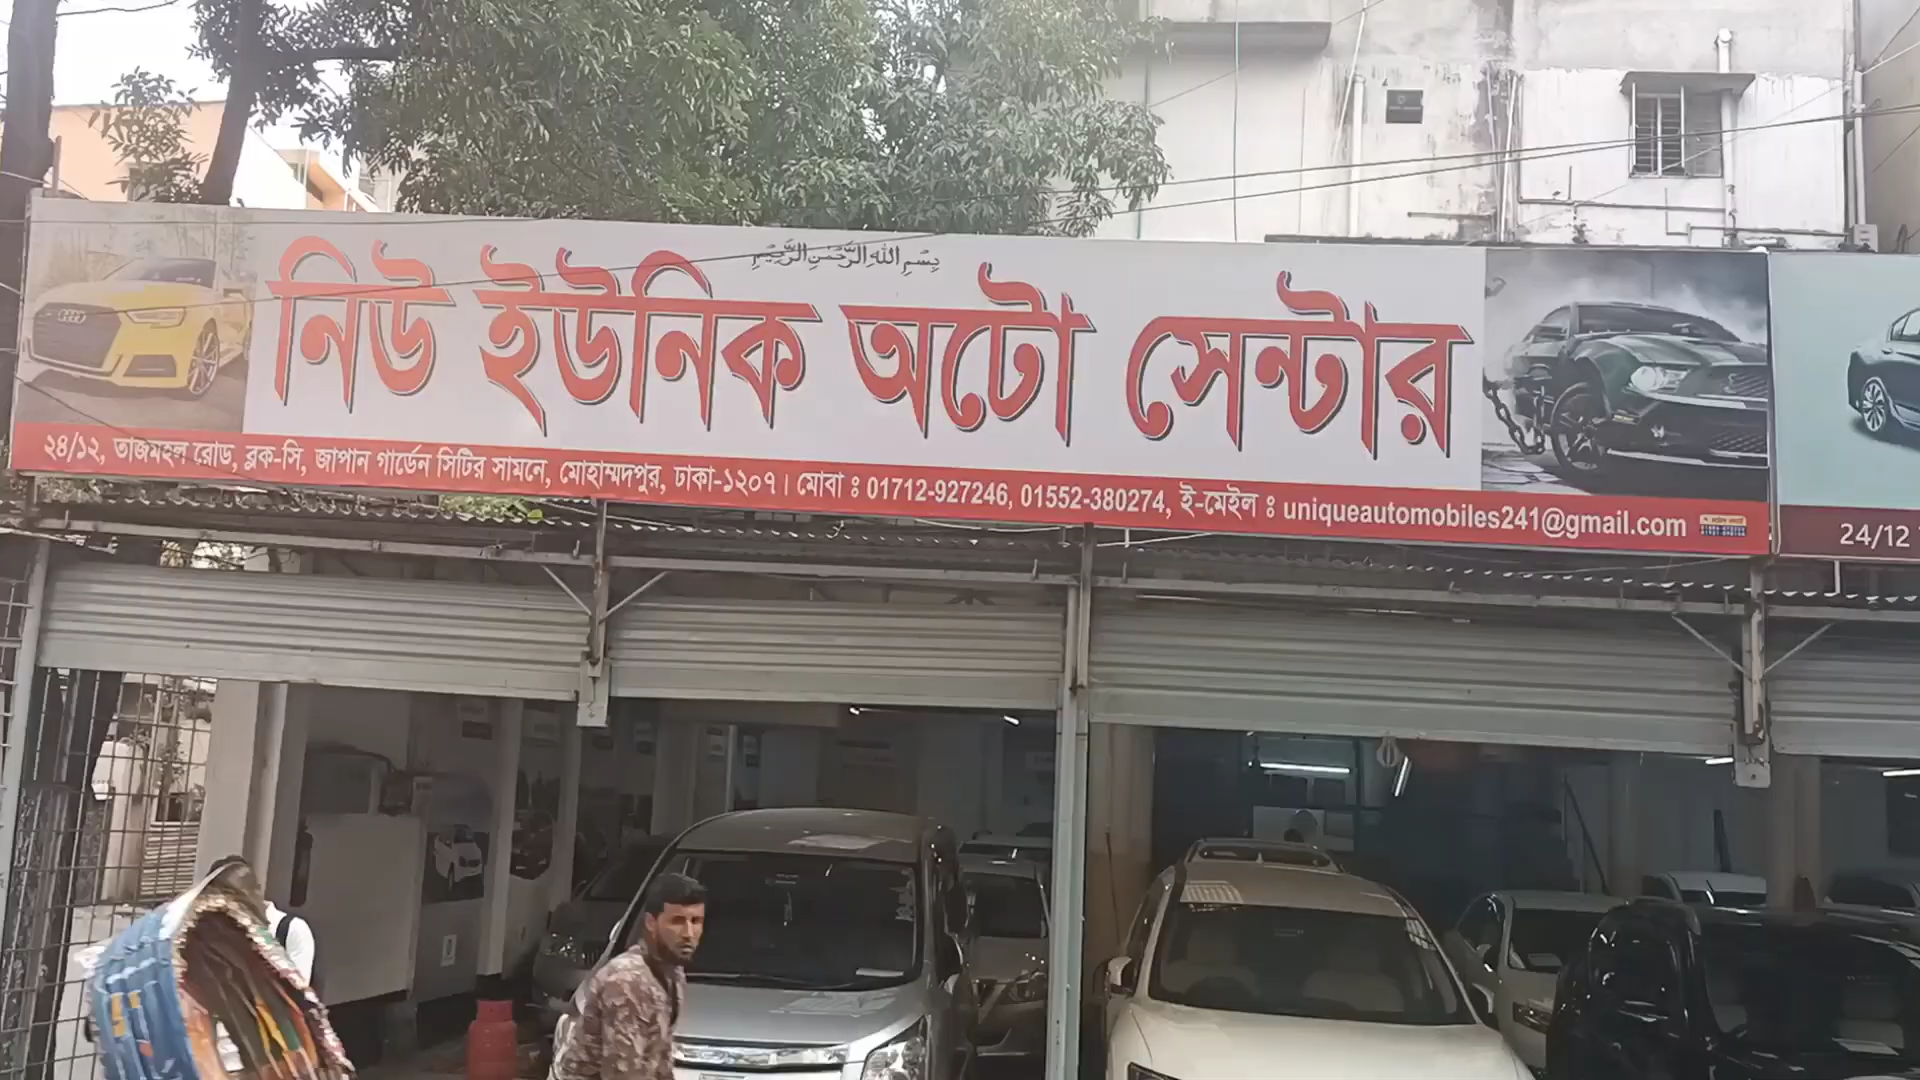 بِسْمِ اللهِ الرَّحْمٰنِ الرَّحِيْمِ
নিউ ইউনিক অটো সেন্টার
২৪/১২, তাজমহল রোড, ব্লক-সি, জাপান গার্ডেন সিটির সামনে, মোহাম্মদপুর, ঢাকা-১২০৭। মোবা ঃ 01712-927246, 01552-380274, ই-মেইল ঃ uniqueautomobiles241@gmail.com
24/12